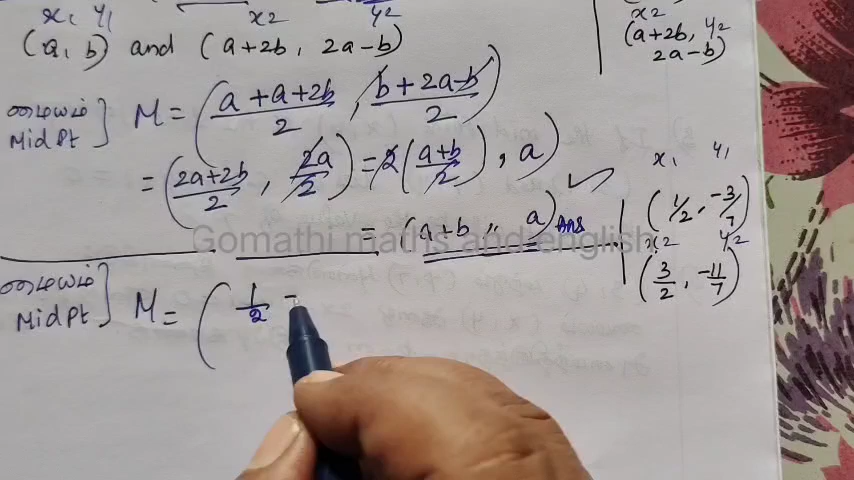 x₁ y₁ x2 y2
(a, b) and (a+2b, 2a-b)
நடுப்புள்ளி MidPt] M = (a+a+2b/2, b+2a-b/2)
= (2a+2b/2, 2a/2) = 2(a+b/2), a)
= (a+b, a) Ans
M = (1/2 -
MidPt]
x2
(a+2b, y2
2a-b)
x₁ y₁
(1/2, -3/7)
x2 y2
(3/2, -11/7)
Gomathi maths and english